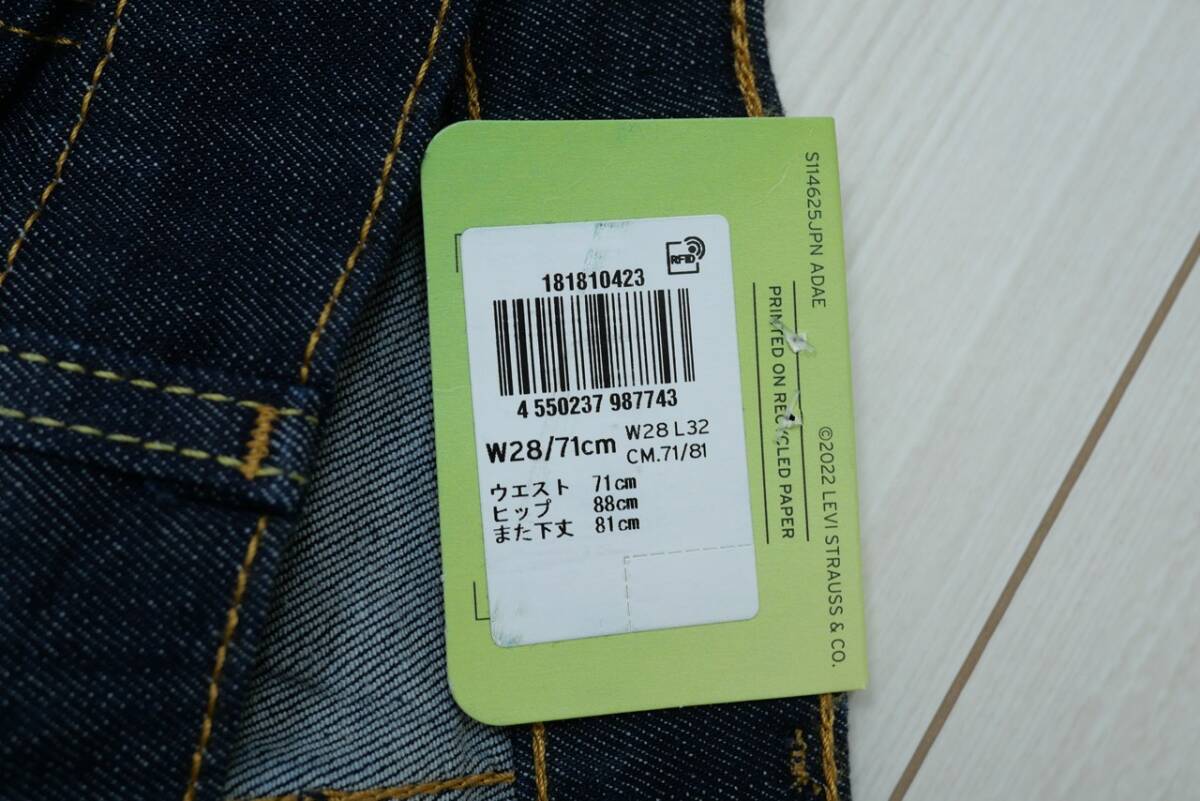 RFID
181810423
4 550237 987743
W28/71cm
W28 L32
CM.71/81
ウエスト 71cm
ヒップ 88cm
また下丈 81cm
S114625JPN ADAE
PRINTED ON RECYCLED PAPER
©2022 LEVI STRAUSS & CO.